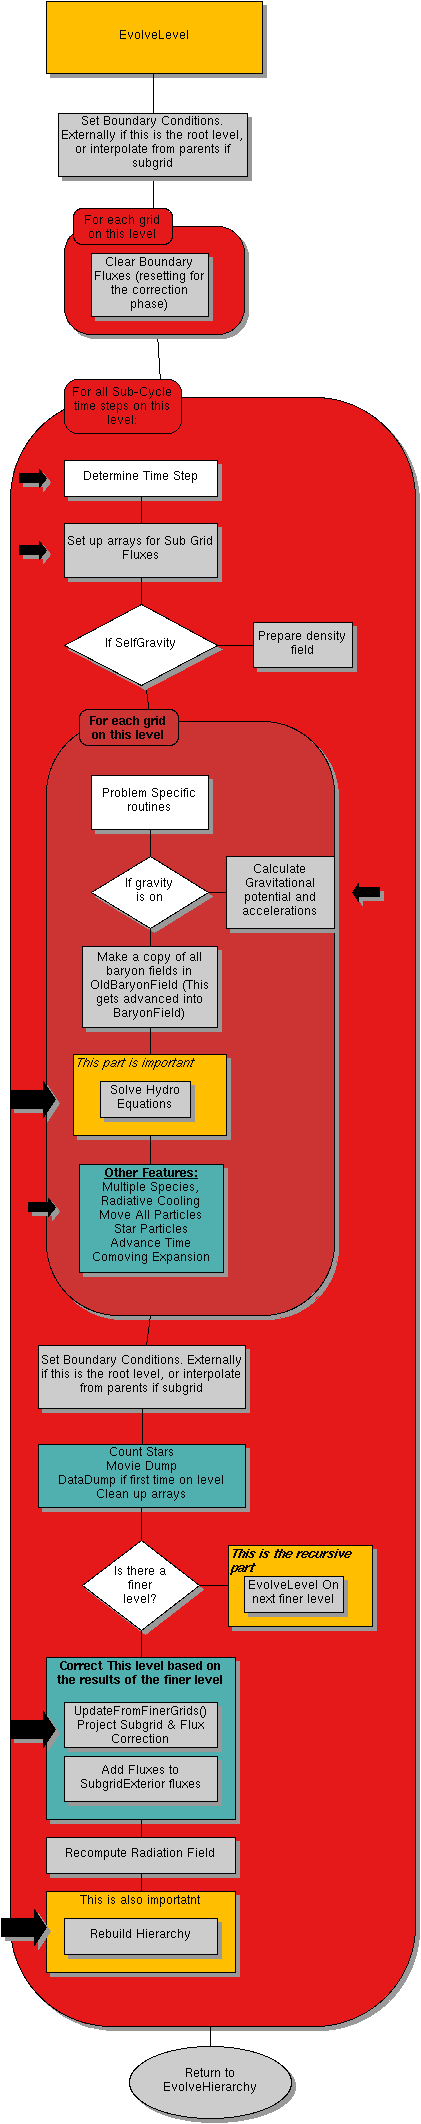 EvolveLevel
Set Boundary Conditions.
Externally if this is the root level,
or interpolate from parents if
subgrid
For each grid
on this level
Clear Boundary
Fluxes (resetting for
the correction
phase)
For all Sub-Cycle
time steps on this
level:
Determine Time Step
Set up arrays for Sub Grid
Fluxes
If SelfGravity
Prepare density
field
For each grid
on this level
Problem Specific
routines
If gravity
is on
Calculate
Gravitational
potential and
accelerations
Make a copy of all
baryon fields in
OldBaryonField (This
gets advanced into
BaryonField)
This part is important
Solve Hydro
Equations
Other Features:
Multiple Species,
Radiative Cooling
Move All Particles
Star Particles
Advance Time
Comoving Expansion
Set Boundary Conditions. Externally
if this is the root level, or interpolate
from parents if subgrid
Count Stars
Movie Dump
DataDump if first time on level
Clean up arrays
Is there a
finer
level?
This is the recursive
part
EvolveLevel On
next finer level
Correct This level based on
the results of the finer level
UpdateFromFinerGrids()
Project Subgrid & Flux
Correction
Add Fluxes to
SubgridExterior fluxes
Recompute Radiation Field
This is also importatnt
Rebuild Hierarchy
Return to
EvolveHierarchy